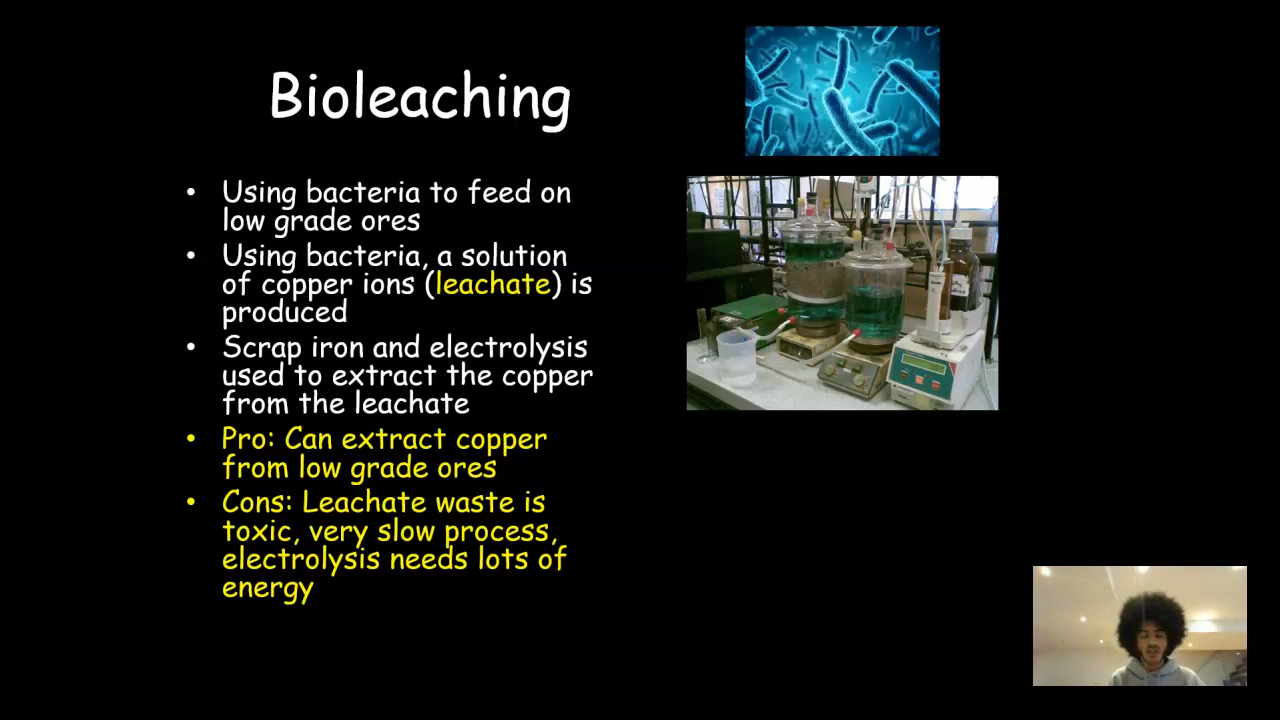 Bioleaching
• Using bacteria to feed on
low grade ores
• Using bacteria, a solution
of copper ions (leachate) is
produced
• Scrap iron and electrolysis
used to extract the copper
from the leachate
• Pro: Can extract copper
from low grade ores
• Cons: Leachate waste is
toxic, very slow process,
electrolysis needs lots of
energy